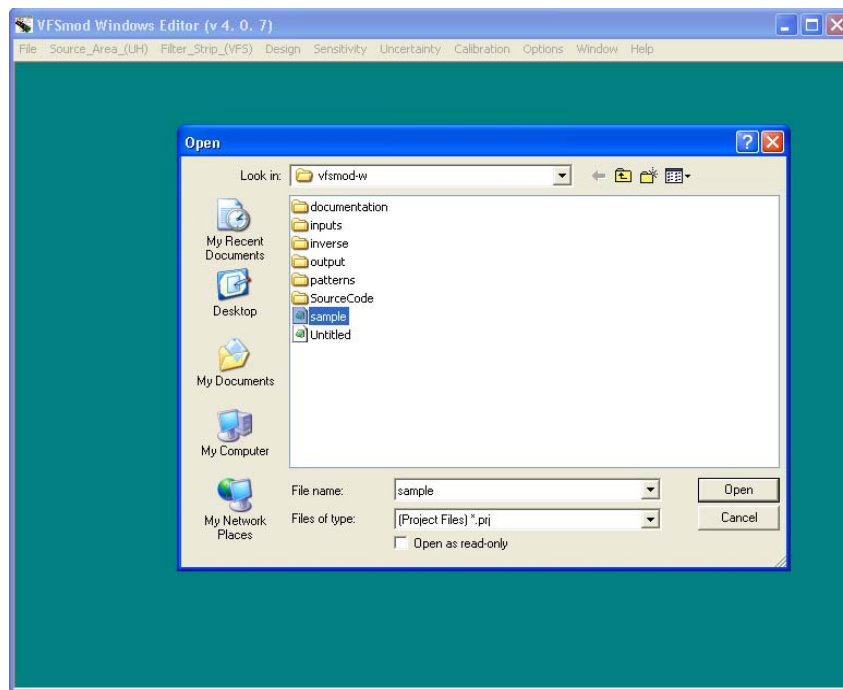 VFSmod Windows Editor (v 4. 0. 7)
File Source_Area_(UH) Filter_Strip_(VFS) Design Sensitivity Uncertainty Calibration Options Window Help
Open
Look in: vfsmod-w
My Recent Documents
Desktop
My Documents
My Computer
My Network Places
documentation
inputs
inverse
output
patterns
SourceCode
sample
Untitled
File name: sample Open
Files of type: (Project Files) *.prj Cancel
Open as read-only